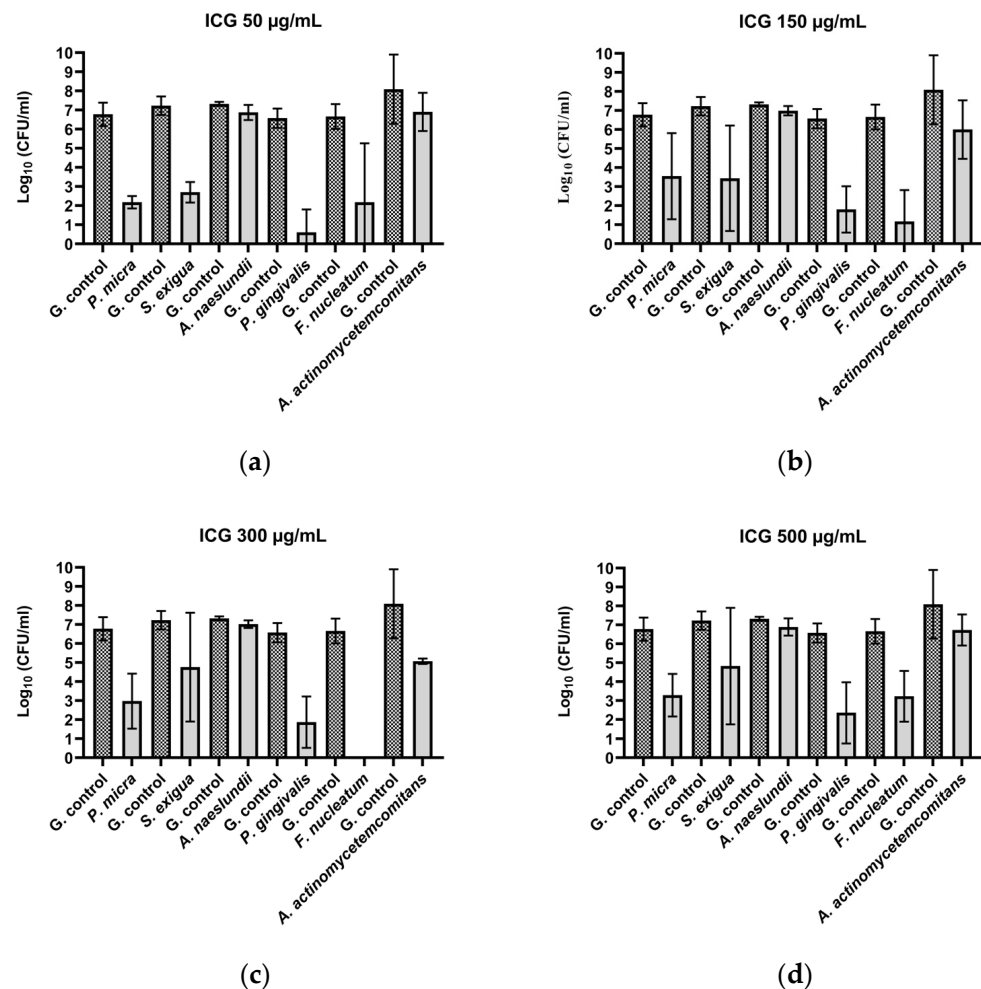 ICG 50 µg/mL
Log10 (CFU/ml)
10
9
8
7
6
5
4
3
2
1
0
G. control
P. micra
G. control
S. exigua
G. control
A. naeslundii
G. control
P. gingivalis
G. control
F. nucleatum
G. control
A. actinomycetemcomitans
(a)
ICG 150 µg/mL
Log10 (CFU/ml)
10
9
8
7
6
5
4
3
2
1
0
G. control
P. micra
G. control
S. exigua
G. control
A. naeslundii
G. control
P. gingivalis
G. control
F. nucleatum
G. control
A. actinomycetemcomitans
(b)
ICG 300 µg/mL
Log10 (CFU/ml)
10
9
8
7
6
5
4
3
2
1
0
G. control
P. micra
G. control
S. exigua
G. control
A. naeslundii
G. control
P. gingivalis
G. control
F. nucleatum
G. control
A. actinomycetemcomitans
(c)
ICG 500 µg/mL
Log10 (CFU/ml)
10
9
8
7
6
5
4
3
2
1
0
G. control
P. micra
G. control
S. exigua
G. control
A. naeslundii
G. control
P. gingivalis
G. control
F. nucleatum
G. control
A. actinomycetemcomitans
(d)